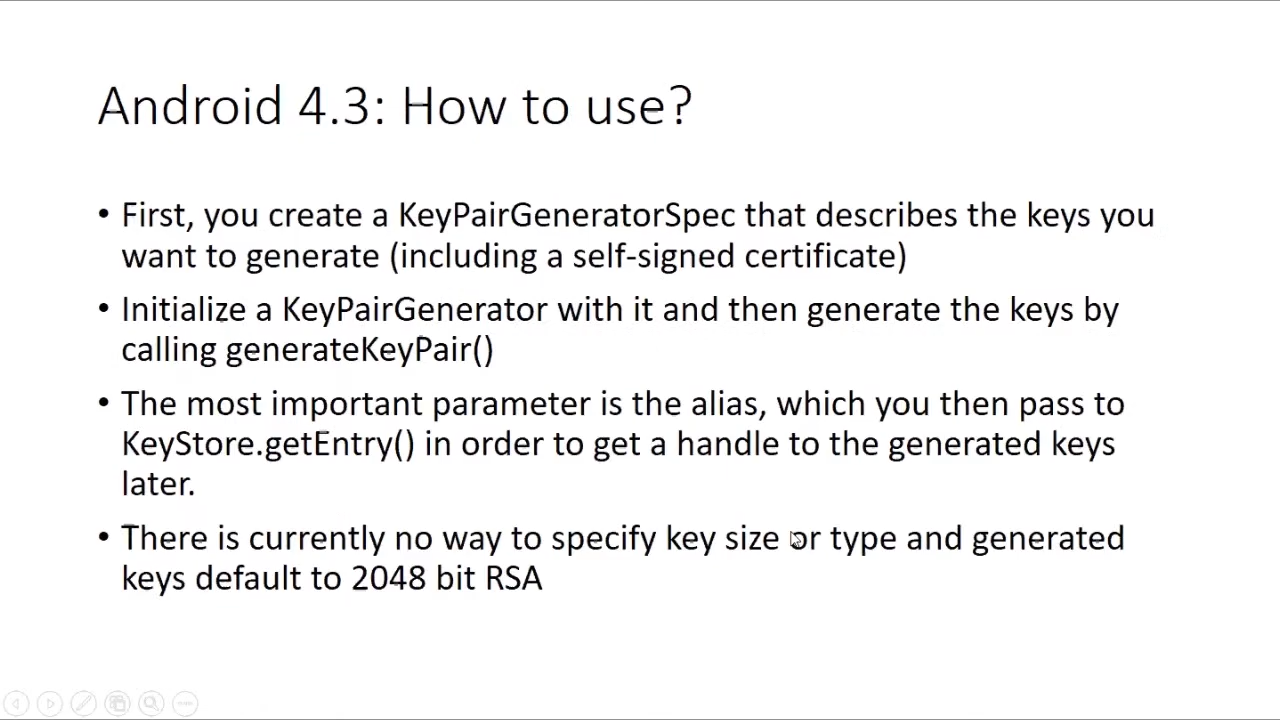 Android 4.3: How to use?
• First, you create a KeyPairGeneratorSpec that describes the keys you
want to generate (including a self-signed certificate)
• Initialize a KeyPairGenerator with it and then generate the keys by
calling generateKeyPair()
• The most important parameter is the alias, which you then pass to
KeyStore.getEntry() in order to get a handle to the generated keys
later.
• There is currently no way to specify key size or type and generated
keys default to 2048 bit RSA